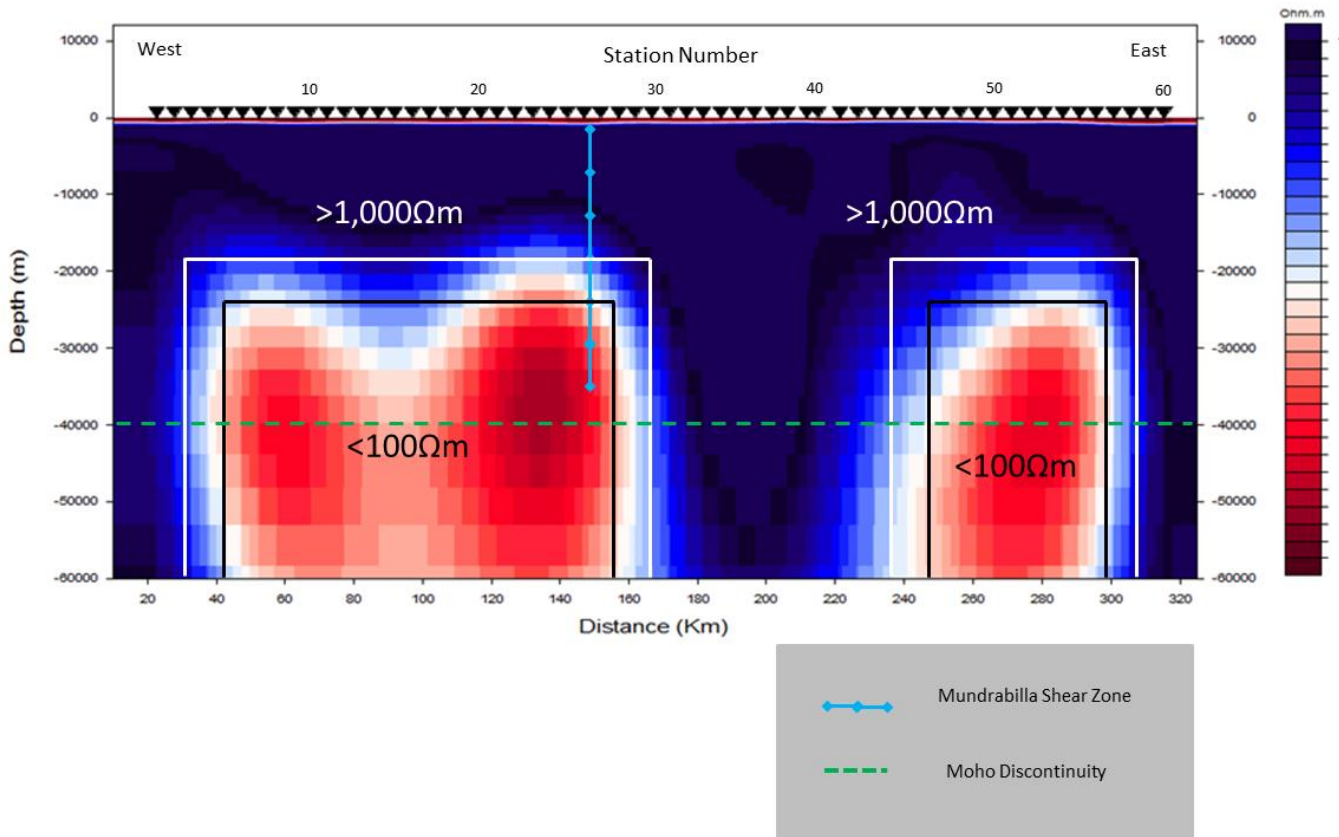 Ohm.m
10000
10000
West
Station Number
East
10
20
30
40
50
60
0
0
>1,000Ωm
>1,000Ωm
-10000
-10000
-20000
-20000
-30000
-30000
-40000
-40000
<100Ωm
<100Ωm
-50000
-50000
-60000
-60000
Depth (m)
20 40 60 80 100 120 140 160 180 200 220 240 260 280 300 320
Distance (Km)
Mundrabilla Shear Zone
Moho Discontinuity